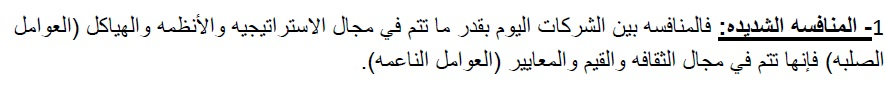 1- المنافسه الشديده: فالمنافسه بين الشركات اليوم بقدر ما تتم في مجال الاستراتيجيه والأنظمه والهياكل (العوامل
الصلبه) فإنها تتم في مجال الثقافه والقيم والمعايير (العوامل الناعمه).